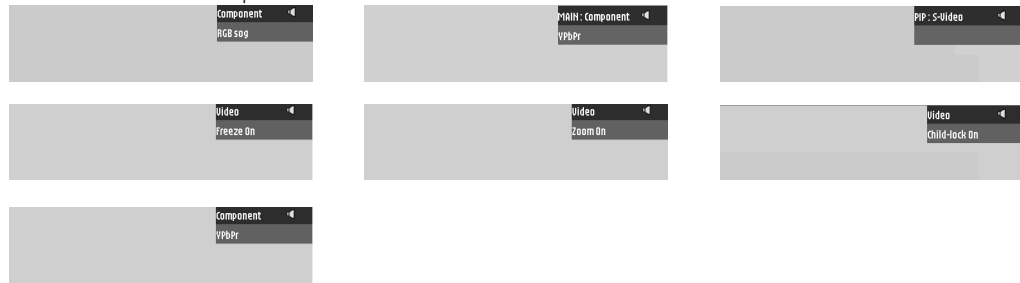 Component
RGB sog
MAIN : Component
YPbPr
PIP : S-Video
Video
Freeze On
Video
Zoom On
Video
Child-lock On
Component
YPbPr